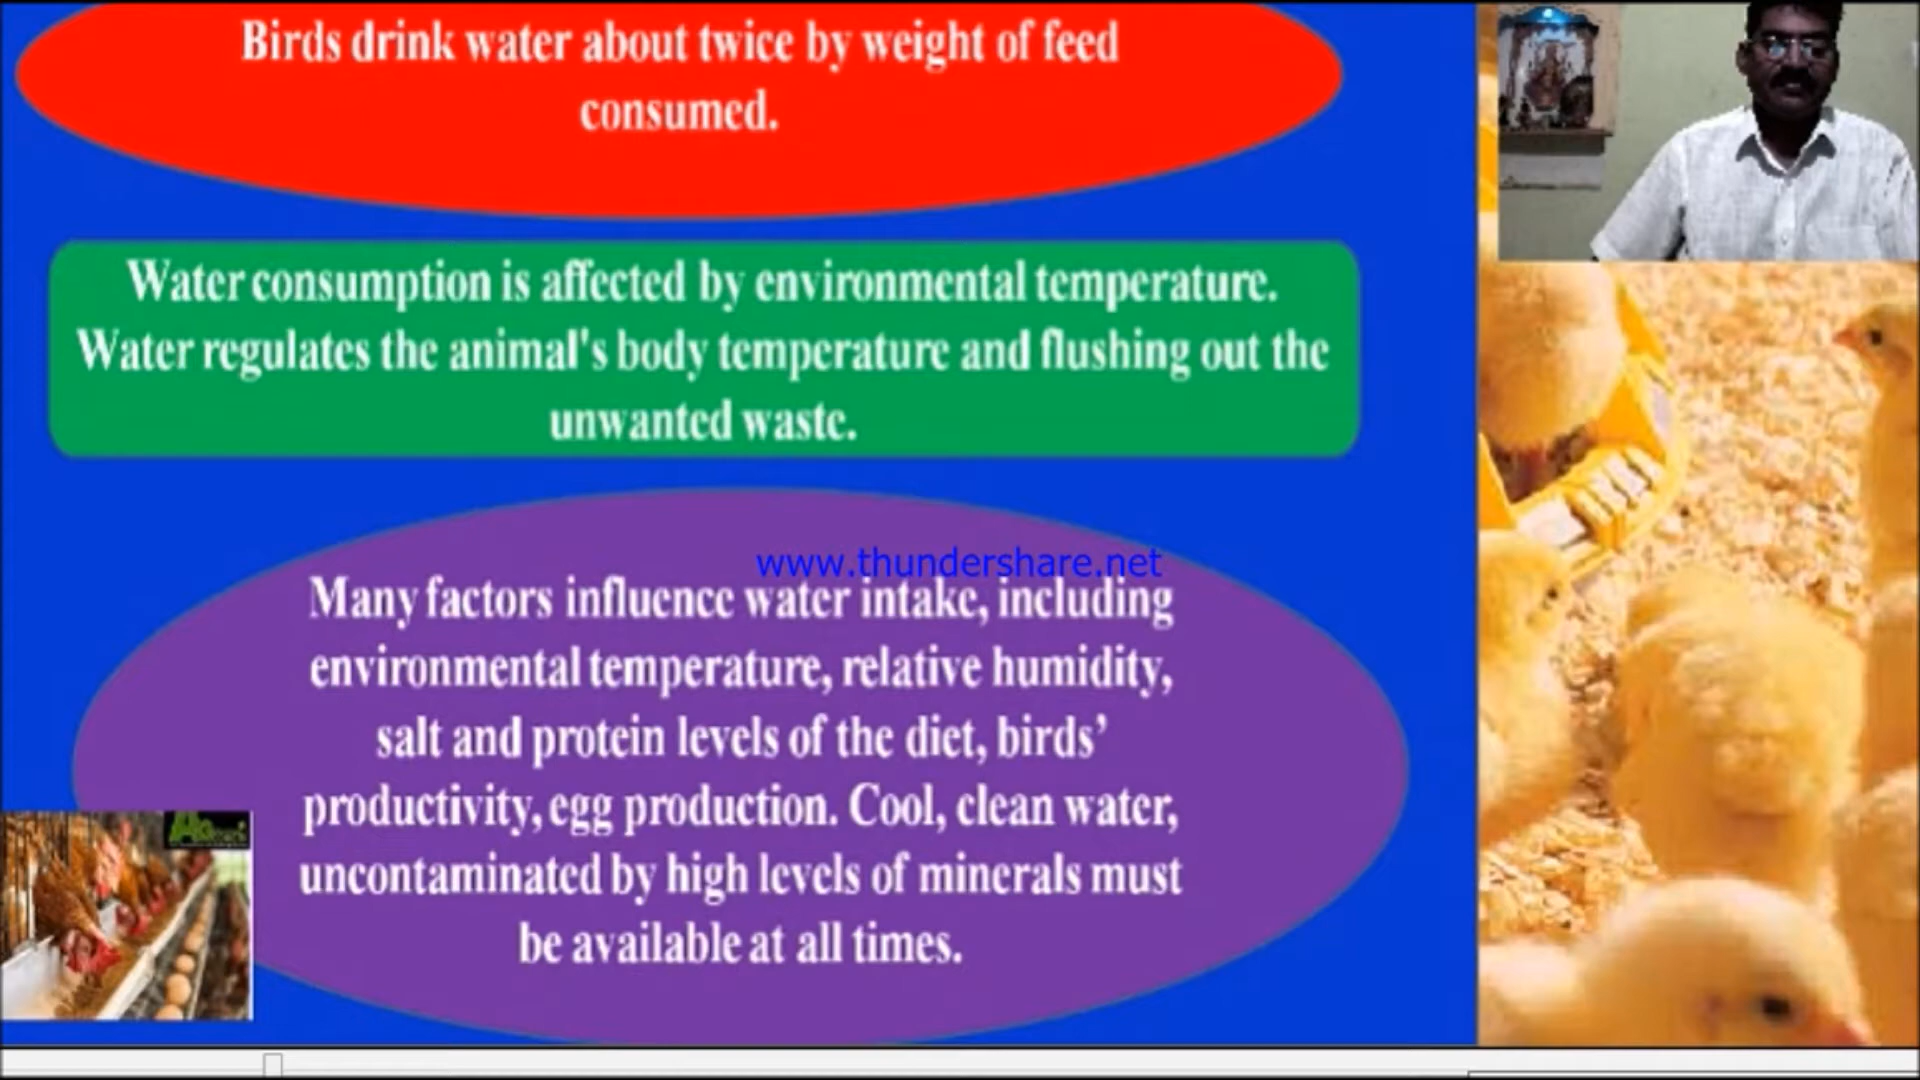 Birds drink water about twice by weight of feed
consumed.
Water consumption is affected by environmental temperature.
Water regulates the animal's body temperature and flushing out the
unwanted waste.
www.thundershare.net
Many factors influence water intake, including
environmental temperature, relative humidity,
salt and protein levels of the diet, birds’
productivity, egg production. Cool, clean water,
uncontaminated by high levels of minerals must
be available at all times.